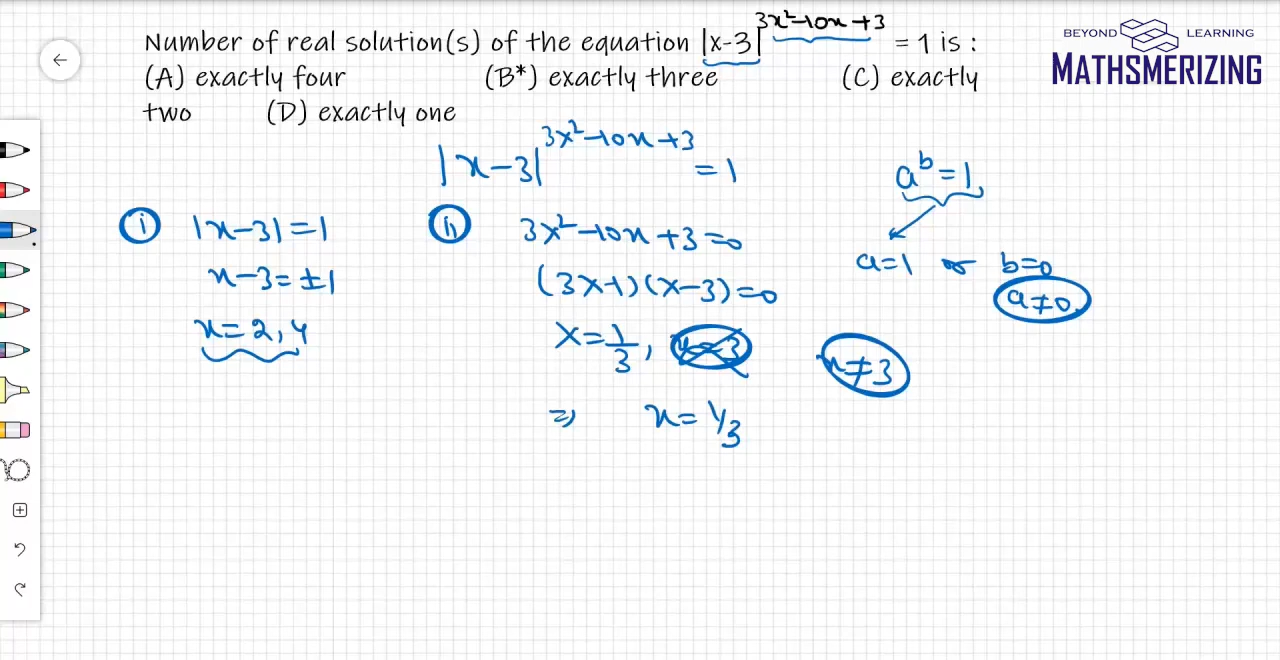 Number of real solution(s) of the equation |x-3|^{3x²-10x+3} = 1 is :
(A) exactly four (B*) exactly three (C) exactly
two (D) exactly one
BEYOND LEARNING
MATHSMERIZING
|x-3|^{3x²-10x+3} = 1
a^b = 1,
(i) |x-3|=1
x-3=±1
x=2,4
(ii) 3x²-10x+3=0
(3x-1)(x-3)=0
x=1/3, x=3
⇒ x=1/3
a=1 or b=0
a≠0
x≠3